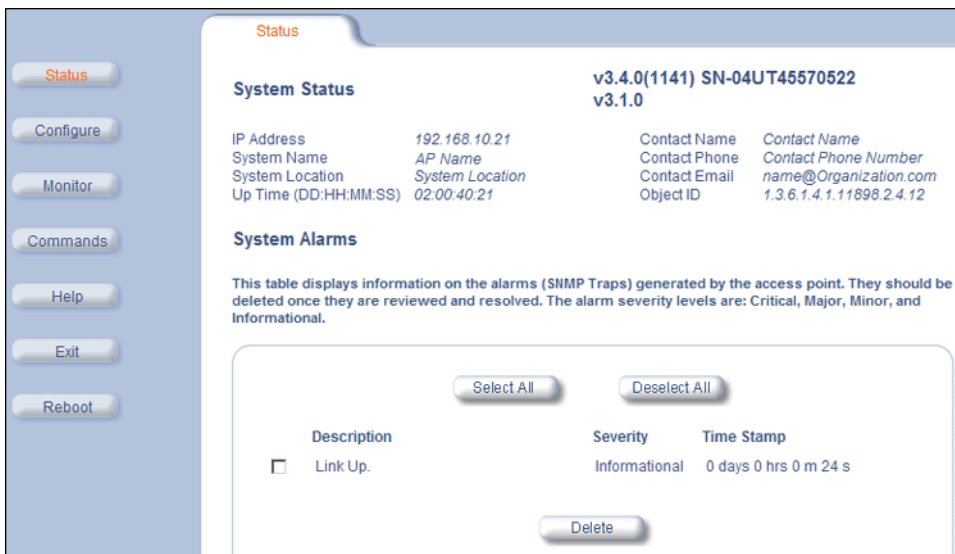 Status
Status
Configure
Monitor
Commands
Help
Exit
Reboot
System Status
v3.4.0(1141) SN-04UT45570522
v3.1.0
IP Address 192.168.10.21 Contact Name Contact Name
System Name AP Name Contact Phone Contact Phone Number
System Location System Location Contact Email name@Organization.com
Up Time (DD:HH:MM:SS) 02:00:40:21 Object ID 1.3.6.1.4.1.11898.2.4.12
System Alarms
This table displays information on the alarms (SNMP Traps) generated by the access point. They should be
deleted once they are reviewed and resolved. The alarm severity levels are: Critical, Major, Minor, and
Informational.
Select All Deselect All
Description Severity Time Stamp
Link Up. Informational 0 days 0 hrs 0 m 24 s
Delete